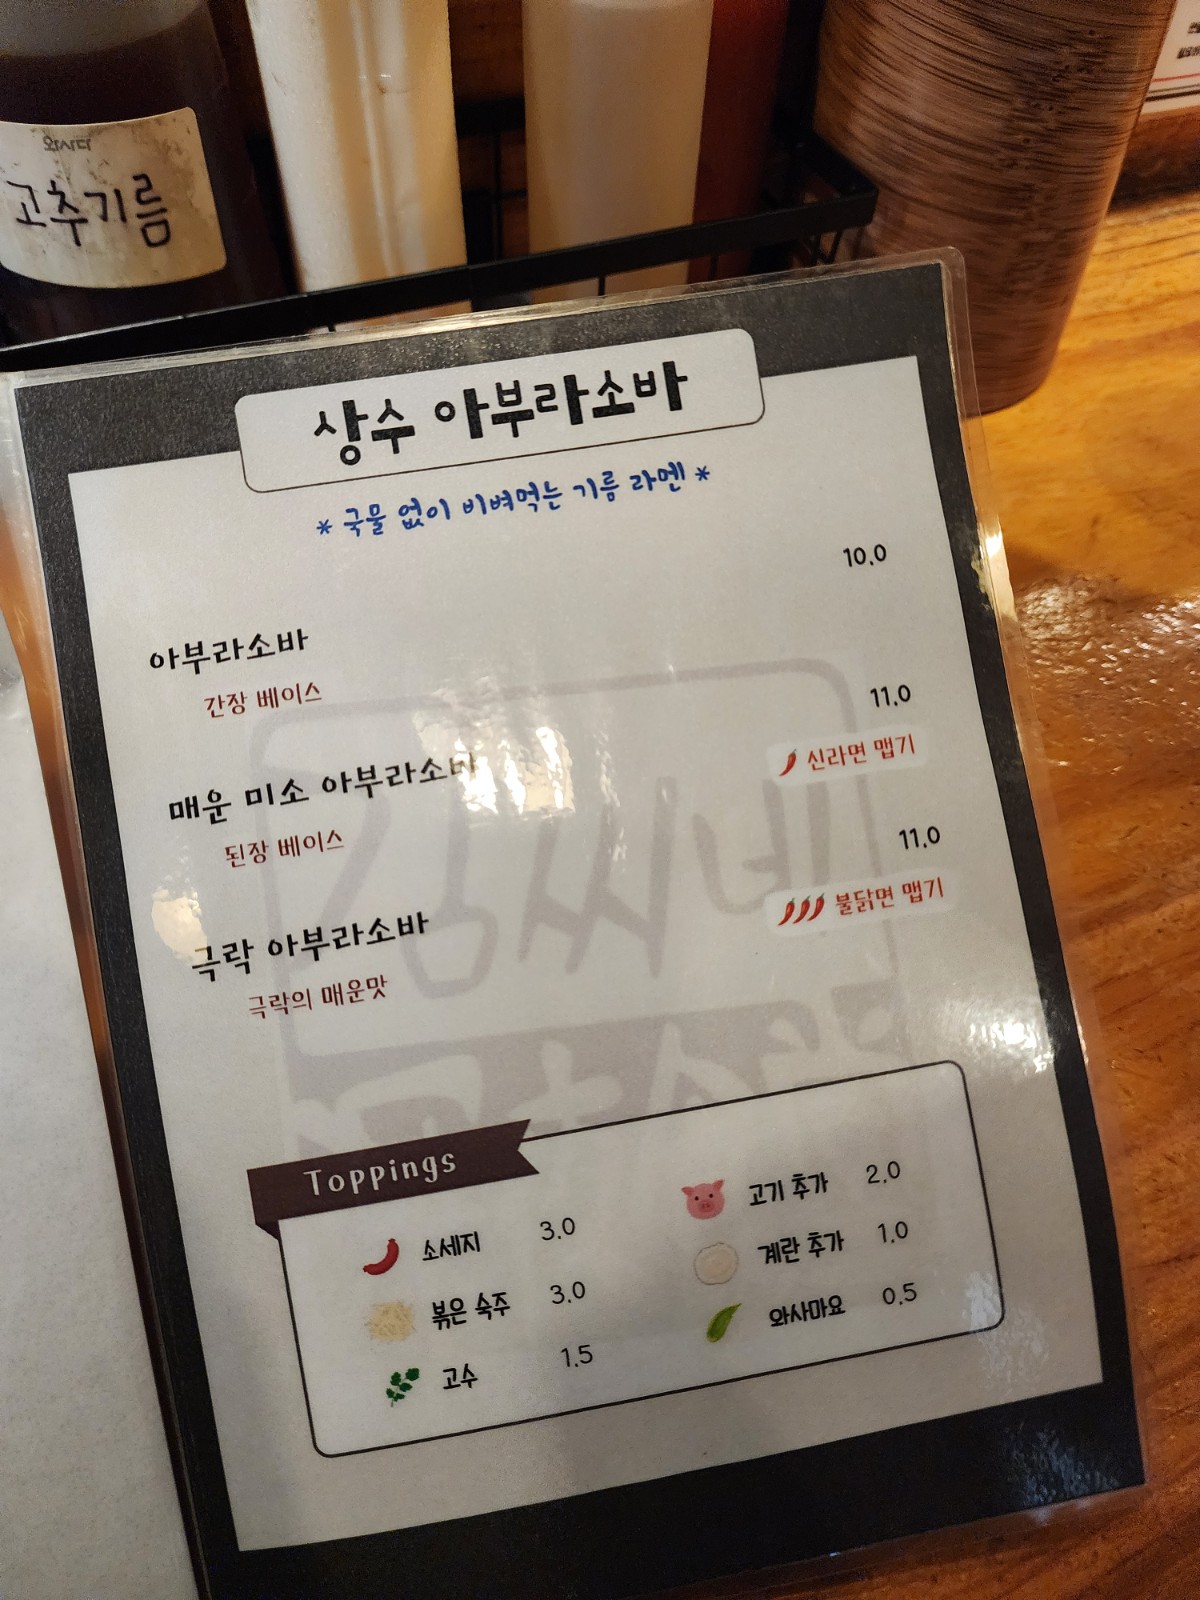 와사다
고추기름
상수 아부라소바
* 국물 없이 비벼먹는 기름 라멘 *
10.0
아부라소바
간장 베이스
11.0
매운 미소 아부라소바
신라면 맵기
된장 베이스
11.0
극락 아부라소바
불닭면 맵기
극락의 매운맛
Toppings
소세지 3.0
고기 추가 2.0
볶은 숙주 3.0
계란 추가 1.0
고수 1.5
와사마요 0.5